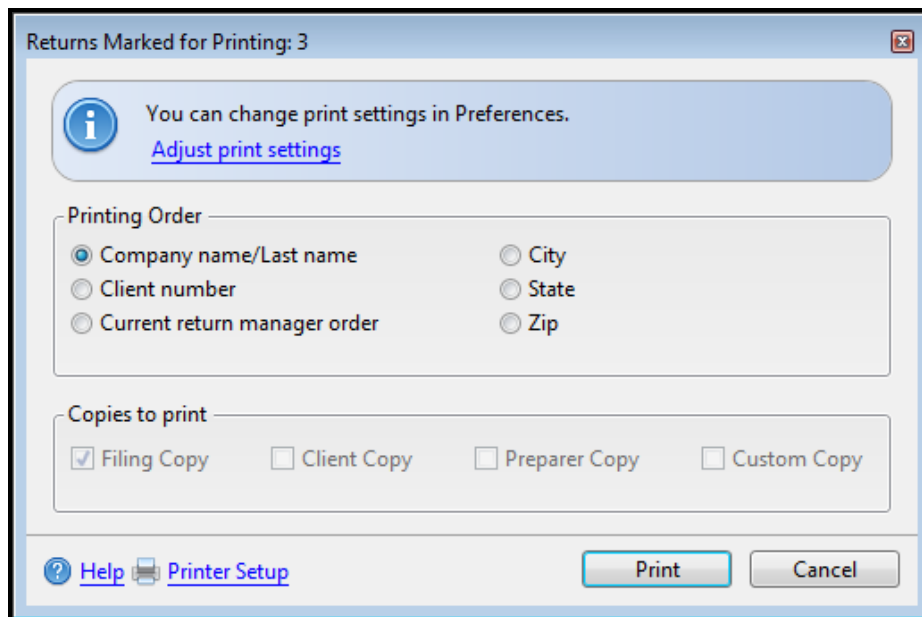 Returns Marked for Printing: 3
You can change print settings in Preferences.
Adjust print settings
Printing Order
Company name/Last name
City
Client number
State
Current return manager order
Zip
Copies to print
Filing Copy
Client Copy
Preparer Copy
Custom Copy
Help
Printer Setup
Print
Cancel